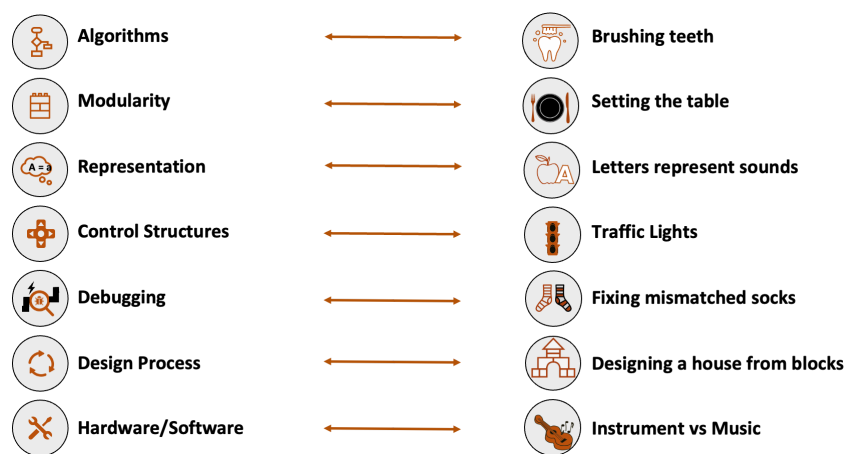 Algorithms
Brushing teeth
Modularity
Setting the table
A = a
Representation
A
Letters represent sounds
Control Structures
Traffic Lights
Debugging
Fixing mismatched socks
Design Process
Designing a house from blocks
Hardware/Software
Instrument vs Music